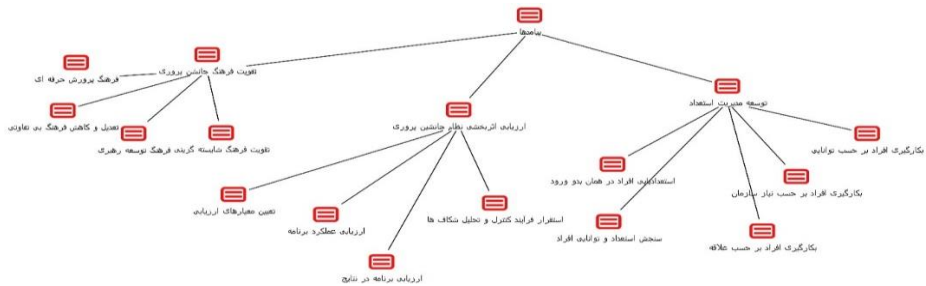 پیامدها
تقویت فرهنگ جانشین پروری
فرهنگ پرورش حرفه ای
تعدیل و کاهش فرهنگ بی تفاوتی
فرهنگ توسعه رهبری
تقویت فرهنگ شایسته گزینی
ارزیابی اثربخشی نظام جانشین پروری
تعیین معیارهای ارزیابی
ارزیابی عملکرد برنامه
ارزیابی برنامه در نتایج
استقرار فرایند کنترل و تحلیل شکاف ها
توسعه مدیریت استعداد
استعدادیابی افراد در همان بدو ورود
سنجش استعداد و توانایی افراد
بکارگیری افراد بر حسب علاقه
بکارگیری افراد بر حسب نیاز سازمان
بکارگیری افراد بر حسب توانایی